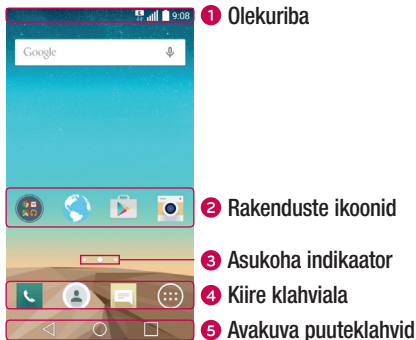 9:08
1 Olekuriba
Google
2 Rakenduste ikoonid
3 Asukoha indikaator
4 Kiire klahviala
5 Avakuva puuteklahvid